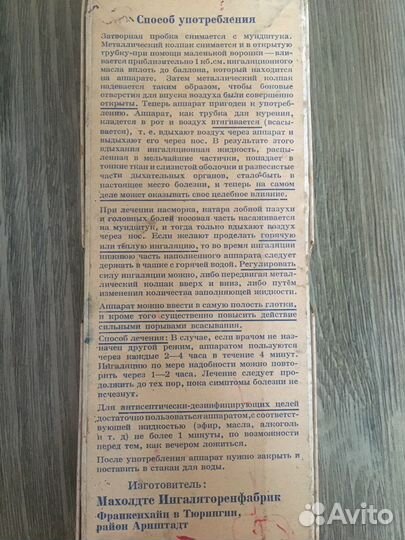 Способ употребления
Затворная пробка снимается с мундштука.
Металлический колпак снимается и в открытую
трубку-при помощи маленькой воронки — вли-
вается приблизительно 1 кб.см. ингаляционного
масла вплоть до баллона, который находится
на аппарате. Затем металлический колпак
надевается таким образом, чтобы боковые
отверстия для впуска воздуха были совершенно
открыты. Теперь аппарат пригоден к употреб-
лению. Аппарат, как трубка для курения,
кладется в рот и воздух втягивается (всасы-
вается), т. е. вдыхают воздух через аппарат и
выдыхают его через нос. В результате этого
вдыхания ингаляционная жидкость, распы-
ленная в мельчайшие частички, попадает в
тонкие ткани слизистой оболочки и развесистые
части дыхательных органов, стало-быть в
настоящее место болезни, и теперь на самом
деле может оказывать свое целебное влияние.
При лечении насморка, катара лобной пазухи
и головных болей носовая часть насаживается
на мундштук, и тогда только вдыхают воздух
через нос. Если желают проделать горячую
или тёплую ингаляцию, то во время ингаляции
нижнюю часть наполненного аппарата следует
держать в чашке с горячей водой. Регулировать
силу ингаляции можно, либо передвигая метал-
лический колпак вверх и вниз, либо путём
изменения количества заполняющей жидкости.
Аппарат можно ввести в самую полость глотки,
и кроме того существенно повысить действие
сильными порывами всасывания.
Способ лечения: В случае, если врачом не наз-
начен другой режим, аппаратом пользуются
через каждые 2—4 часа в течение 4 минут.
Ингаляцию по мере надобности можно повто-
рить через 1—2 часа. Лечение следует про-
должить до тех пор, пока симптомы болезни не
исчезнут.
Для антисептически-дезинфицирующих целей
достаточно пользоваться аппаратом, с соответст-
вующей жидкостью (эфир, масла, алкоголь
и т. д) не более 1 минуты, по возможности
перед тем, как вечером ложиться.
После употребления аппарат нужно закрыть и
поставить в стакан для воды.
Изготовитель:
Махолдте Ингаляторенфабрик
Франкенхайн в Тюрингии,
район Арнштадт
Avito